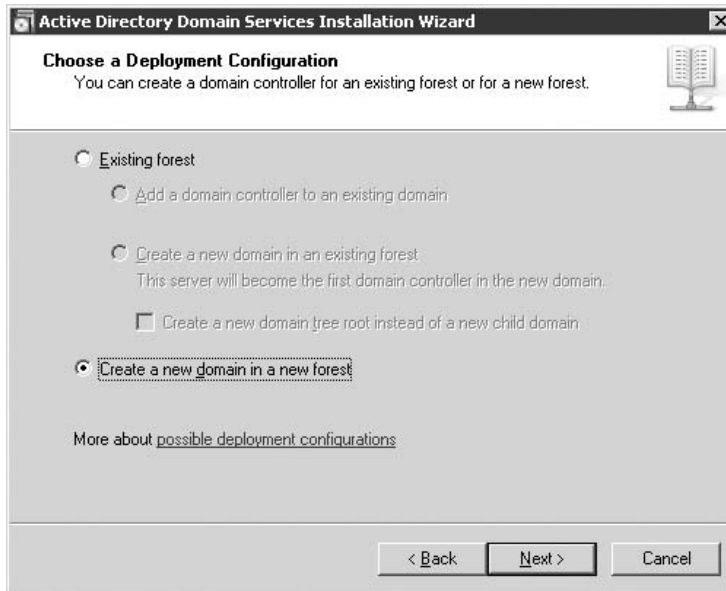 Active Directory Domain Services Installation Wizard
Choose a Deployment Configuration
You can create a domain controller for an existing forest or for a new forest.
Existing forest
Add a domain controller to an existing domain
Create a new domain in an existing forest
This server will become the first domain controller in the new domain.
Create a new domain tree root instead of a new child domain
Create a new domain in a new forest
More about possible deployment configurations
< Back Next > Cancel